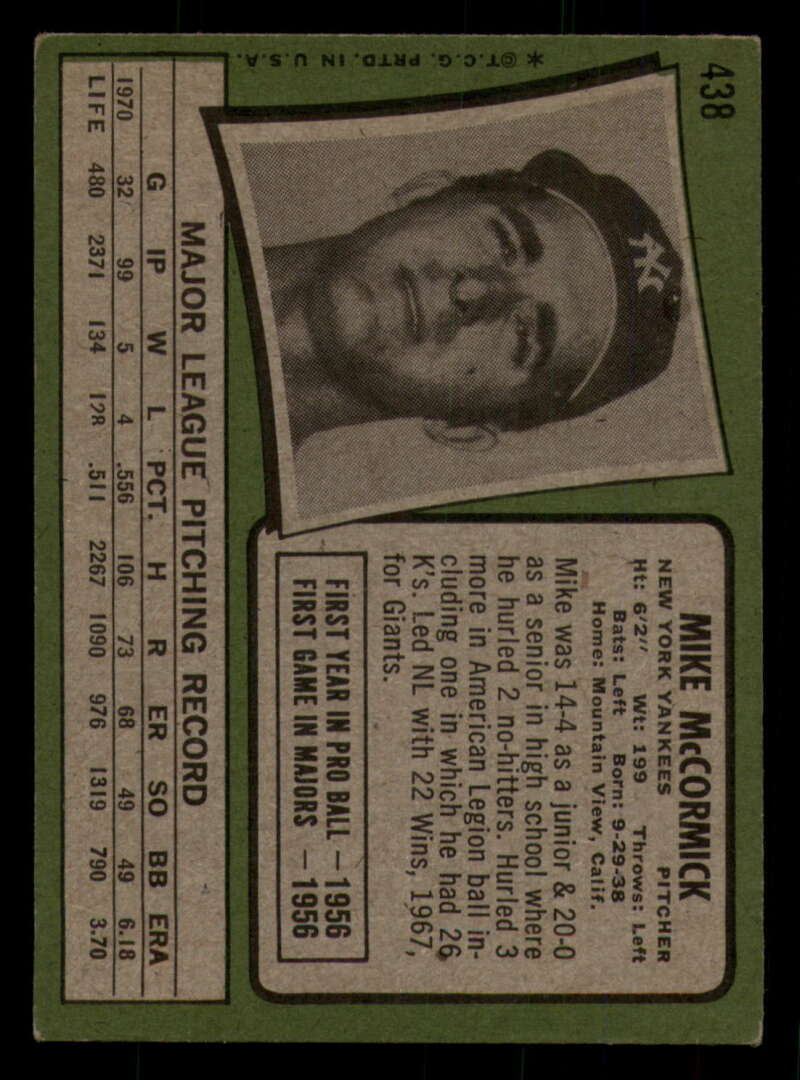 438
MIKE McCORMICK
NEW YORK YANKEES PITCHER
Ht: 6'2" Wt: 199 Throws: Left
Bats: Left Born: 9-29-38
Home: Mountain View, Calif.
Mike was 14-4 as a junior & 20-0
as a senior in high school where
he hurled 2 no-hitters. Hurled 3
more in American Legion ball in-
cluding one in which he had 26
K's. Led NL with 22 Wins, 1967,
for Giants.
FIRST YEAR IN PRO BALL — 1956
FIRST GAME IN MAJORS — 1956
NY
MAJOR LEAGUE PITCHING RECORD
G IP W L PCT. H R ER SO BB ERA
1970 32 99 5 4 .556 106 73 68 49 49 6.18
LIFE 480 2371 134 128 .511 2267 1090 976 1319 790 3.70
* ©T.C.G. PRTD. IN U.S.A.